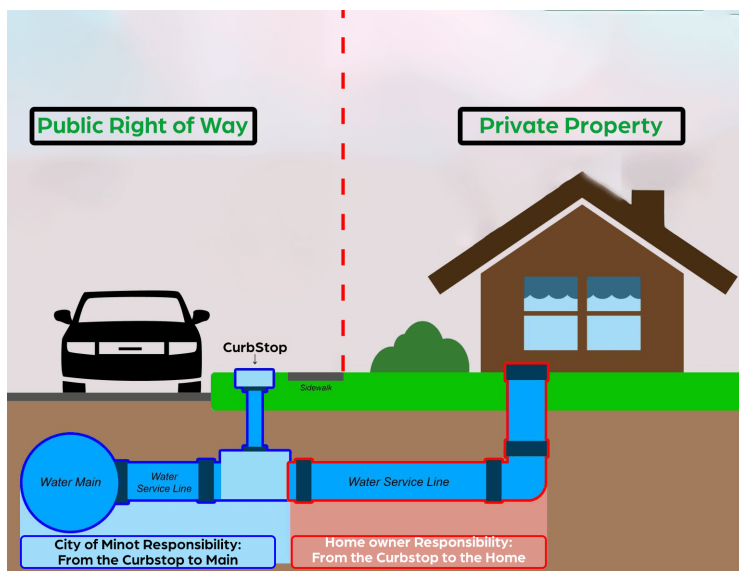 Public Right of Way
Private Property
CurbStop
Sidewalk
Water Main
Water
Service Line
Water Service Line
City of Minot Responsibility:
From the Curbstop to Main
Home owner Responsibility:
From the Curbstop to the Home